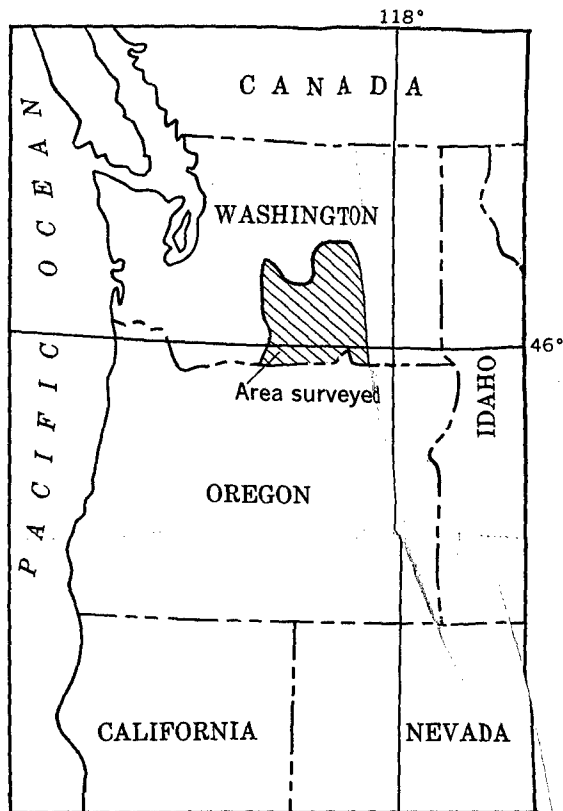 118°
CANADA
PACIFIC OCEAN
WASHINGTON
46°
IDAHO
Area surveyed
OREGON
CALIFORNIA
NEVADA